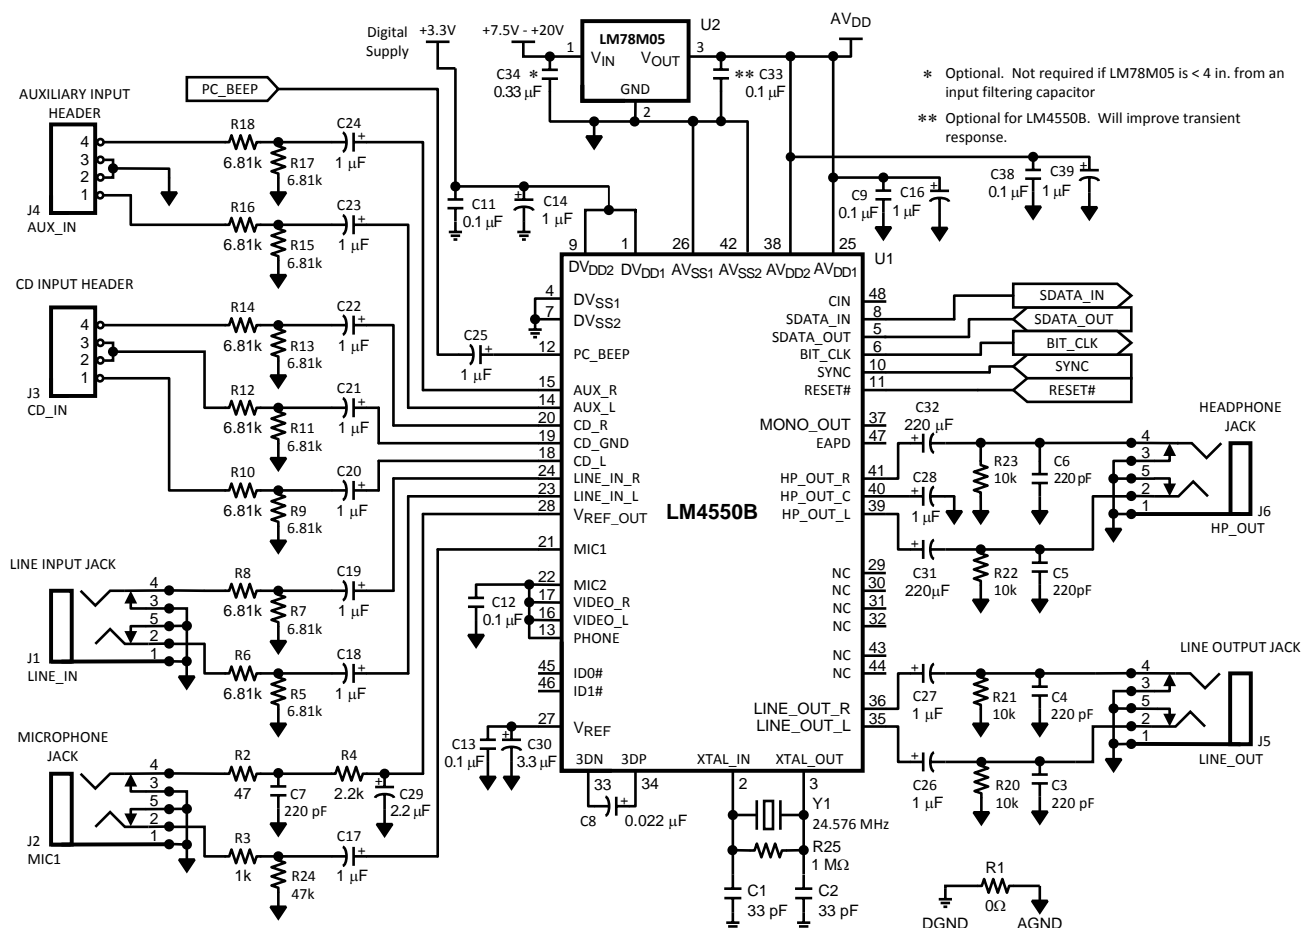 Digital
Supply
+3.3V
+7.5V - +20V
U2
LM78M05
1
VIN
VOUT
3
GND
2
AVDD
C34 *
0.33 µF
** C33
0.1 µF
* Optional. Not required if LM78M05 is < 4 in. from an
input filtering capacitor
** Optional for LM4550B. Will improve transient
response.
PC_BEEP
AUXILIARY INPUT
HEADER
4
3
2
1
J4
AUX_IN
R18
6.81k
R17
6.81k
C24
+
1 µF
R16
6.81k
R15
6.81k
C23
+
1 µF
C11
0.1 µF
+
C14
1 µF
C9
0.1 µF
+
C16
1 µF
C38
0.1 µF
+
C39
1 µF
CD INPUT HEADER
4
3
2
1
J3
CD_IN
R14
6.81k
R13
6.81k
C22
+
1 µF
R12
6.81k
R11
6.81k
C21
+
1 µF
R10
6.81k
R9
6.81k
C20
+
1 µF
C25
+
1 µF
LINE INPUT JACK
4
3
5
2
1
J1
LINE_IN
R8
6.81k
R7
6.81k
C19
+
1 µF
R6
6.81k
R5
6.81k
C18
+
1 µF
MICROPHONE
JACK
4
3
5
2
1
J2
MIC1
R2
47
C7
220 pF
R4
2.2k
+
C29
2.2 µF
R3
1k
R24
47k
C17
+
1 µF
U1
LM4550B
9
DVDD2
1
DVDD1
26
AVSS1
42
AVSS2
38
AVDD2
25
AVDD1
4
DVSS1
7
DVSS2
12
PC_BEEP
15
AUX_R
14
AUX_L
20
CD_R
19
CD_GND
18
CD_L
24
LINE_IN_R
23
LINE_IN_L
28
VREF_OUT
21
MIC1
22
MIC2
17
VIDEO_R
16
VIDEO_L
13
PHONE
45
ID0#
46
ID1#
27
VREF
C12
0.1 µF
C13
0.1 µF
+
C30
3.3 µF
3DN
33
3DP
34
C8
+
0.022 µF
XTAL_IN
2
XTAL_OUT
3
Y1
24.576 MHz
R25
1 MΩ
C1
33 pF
C2
33 pF
CIN
48
SDATA_IN
8
SDATA_OUT
5
BIT_CLK
6
SYNC
10
RESET#
11
SDATA_IN
SDATA_OUT
BIT_CLK
SYNC
RESET#
MONO_OUT
37
EAPD
47
HP_OUT_R
41
HP_OUT_C
40
HP_OUT_L
39
NC
29
NC
30
NC
31
NC
32
NC
43
NC
44
LINE_OUT_R
36
LINE_OUT_L
35
C32
220 µF
+
C28
1 µF
+
C31
220µF
+
R23
10k
C6
220 pF
R22
10k
C5
220pF
HEADPHONE
JACK
4
3
5
2
1
J6
HP_OUT
C27
1 µF
+
R21
10k
C4
220 pF
C26
1 µF
+
R20
10k
C3
220 pF
LINE OUTPUT JACK
4
3
5
2
1
J5
LINE_OUT
R1
0Ω
DGND
AGND